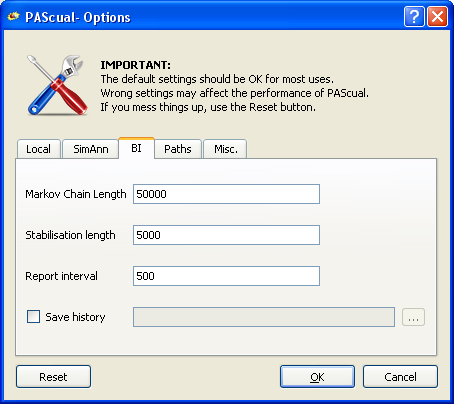 PAScual- Options
IMPORTANT:
The default settings should be OK for most uses.
Wrong settings may affect the performance of PAScual.
If you mess things up, use the Reset button.
Local SimAnn BI Paths Misc.
Markov Chain Length 50000
Stabilisation length 5000
Report interval 500
Save history ...
Reset OK Cancel